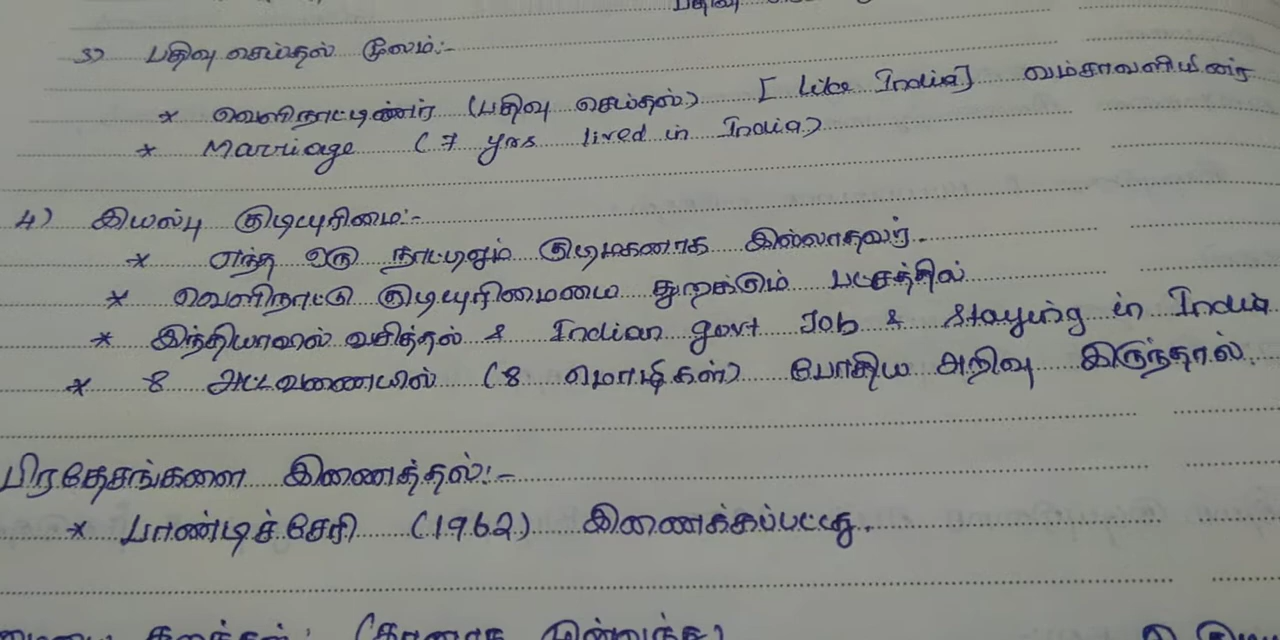 பதிவு
3) பதிவு செய்தல் மூலம்:-
* வெளிநாட்டினர் (பதிவு செய்தல்) [ like India] வம்சாவளியினர்
* Marriage ( 7 yrs lived in India)
4) இயல்பு குடியுரிமை:-
* எந்த ஒரு நாட்டிலும் குடிமகனாக இல்லாதவர்.
* வெளிநாட்டு குடியுரிமைமை துறக்கும் பட்சத்தில்
* இந்தியாவில் வசித்தல் & Indian govt Job & staying in India
* 8 அட்டவணையில் (8 மொழிகள்) போதிய அறிவு இருந்தால்.
பிரதேசங்களை இணைத்தல்:-
* பாண்டிச்சேரி (1962) இணைக்கப்பட்டது.